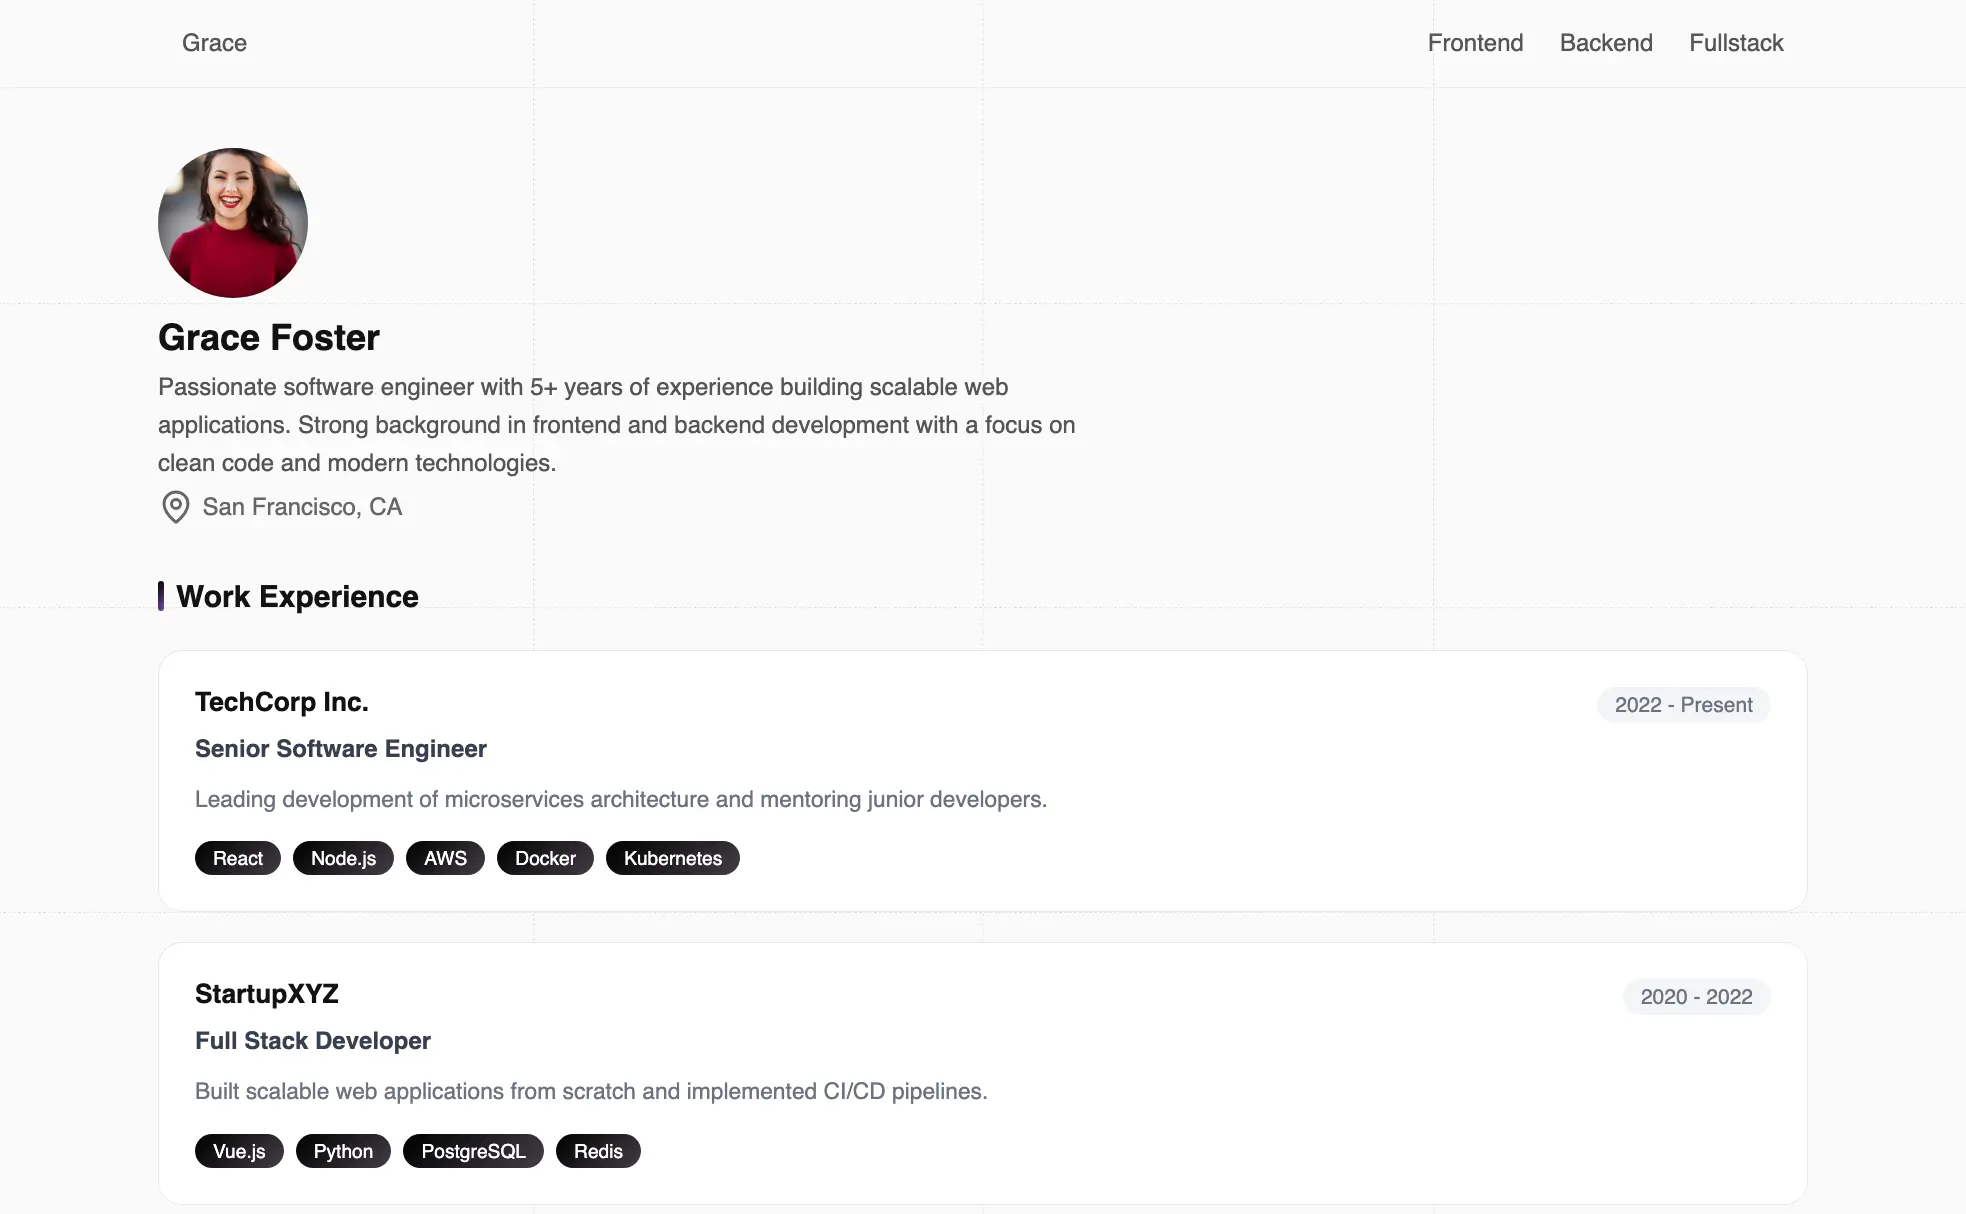 Grace
Frontend Backend Fullstack
Grace Foster
Passionate software engineer with 5+ years of experience building scalable web
applications. Strong background in frontend and backend development with a focus on
clean code and modern technologies.
San Francisco, CA
Work Experience
TechCorp Inc.
2022 - Present
Senior Software Engineer
Leading development of microservices architecture and mentoring junior developers.
React Node.js AWS Docker Kubernetes
StartupXYZ
2020 - 2022
Full Stack Developer
Built scalable web applications from scratch and implemented CI/CD pipelines.
Vue.js Python PostgreSQL Redis